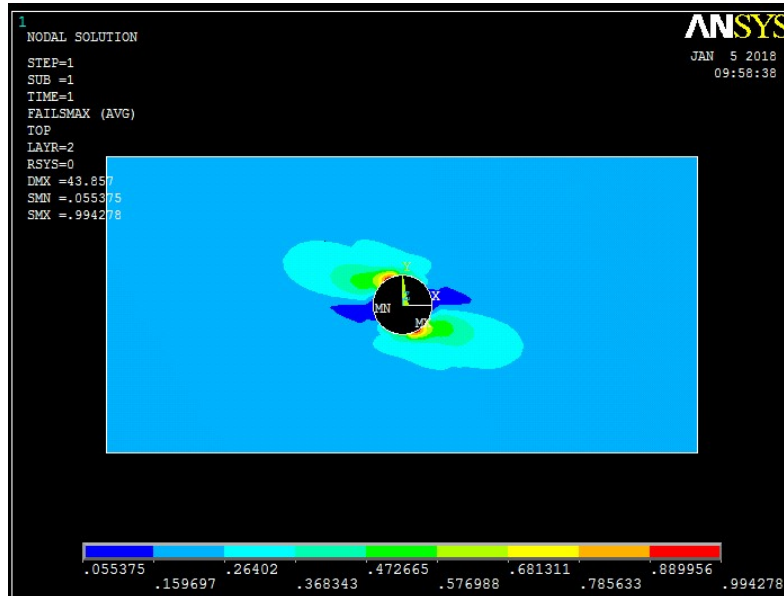 1
NODAL SOLUTION
STEP=1
SUB =1
TIME=1
FAILSMAX (AVG)
TOP
LAYR=2
RSYS=0
DMX =43.857
SMN =.055375
SMX =.994278
ANSYS
JAN 5 2018
09:58:38
Y
X
MN
MX
.055375 .26402 .472665 .681311 .889956
.159697 .368343 .576988 .785633 .994278